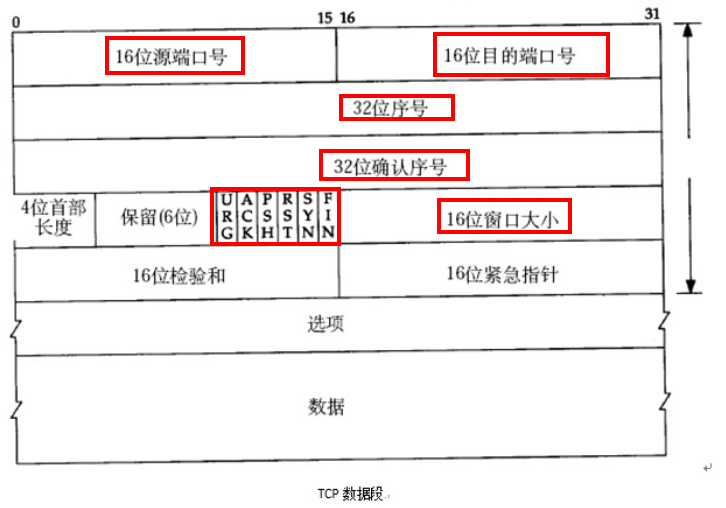 0 15 16 31
16位源端口号 16位目的端口号
32位序号
32位确认序号
4位首部长度 保留(6位) URG ACK PSH RST SYN FIN 16位窗口大小
16位检验和 16位紧急指针
选项
数据
TCP 数据段